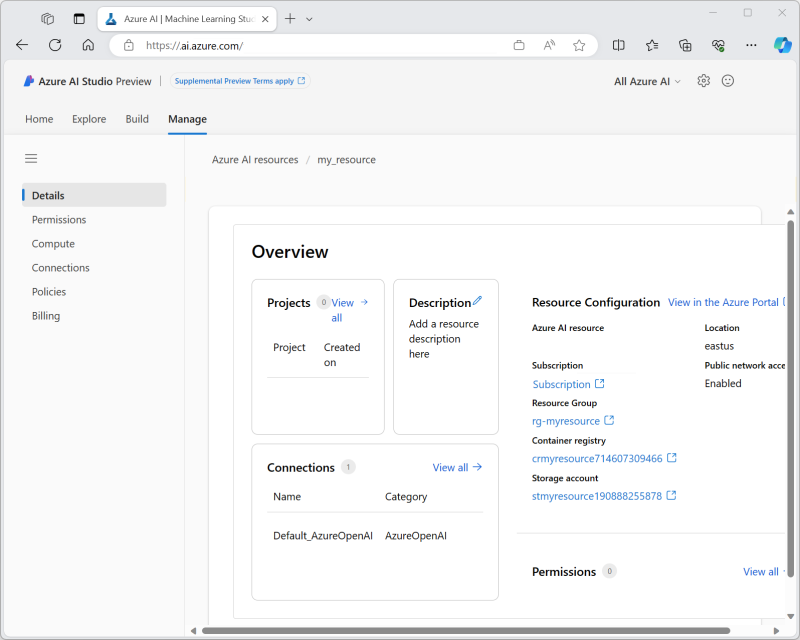 Azure AI | Machine Learning Stu
https://ai.azure.com/
Azure AI Studio Preview
Supplemental Preview Terms apply
All Azure AI
Home
Explore
Build
Manage
Azure AI resources / my_resource
Details
Permissions
Compute
Connections
Policies
Billing
Overview
Projects 0 View all
Project
Created on
Description
Add a resource
description
here
Connections 1
View all
Name
Category
Default_AzureOpenAI
AzureOpenAI
Resource Configuration
View in the Azure Portal
Azure AI resource
Location
eastus
Subscription
Subscription
Public network acce
Enabled
Resource Group
rg-myresource
Container registry
crmyresource714607309466
Storage account
stmyresource190888255878
Permissions 0
View all